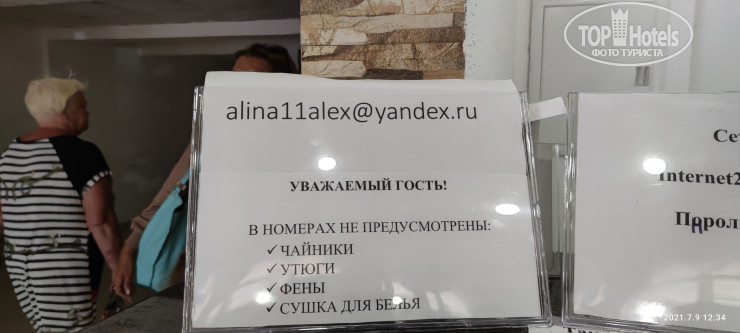 TOP Hotels
ФОТО ТУРИСТА
alina11alex@yandex.ru
УВАЖАЕМЫЙ ГОСТЬ!
В НОМЕРАХ НЕ ПРЕДУСМОТРЕНЫ:
✓ ЧАЙНИКИ
✓ УТЮГИ
✓ ФЕНЫ
✓ СУШКА ДЛЯ БЕЛЬЯ
Internet2
2021.7.9 12:34